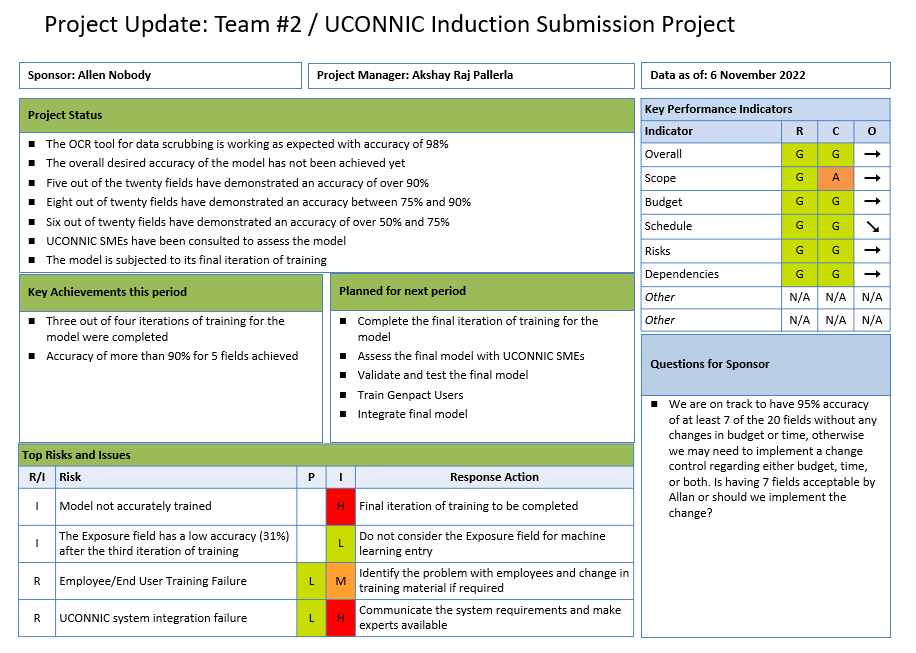 Project Update: Team #2 / UCONNIC Induction Submission Project
Sponsor: Allen Nobody
Project Manager: Akshay Raj Pallerla
Data as of: 6 November 2022
Project Status
■ The OCR tool for data scrubbing is working as expected with accuracy of 98%
■ The overall desired accuracy of the model has not been achieved yet
■ Five out of the twenty fields have demonstrated an accuracy of over 90%
■ Eight out of twenty fields have demonstrated an accuracy between 75% and 90%
■ Six out of twenty fields have demonstrated an accuracy of over 50% and 75%
■ UCONNIC SMEs have been consulted to assess the model
■ The model is subjected to its final iteration of training
Key Achievements this period
■ Three out of four iterations of training for the
model were completed
■ Accuracy of more than 90% for 5 fields achieved
Planned for next period
■ Complete the final iteration of training for the
model
■ Assess the final model with UCONNIC SMEs
■ Validate and test the final model
■ Train Genpact Users
■ Integrate final model
Top Risks and Issues
R/I Risk P I Response Action
I Model not accurately trained H Final iteration of training to be completed
I The Exposure field has a low accuracy (31%)
after the third iteration of training
L Do not consider the Exposure field for machine
learning entry
R Employee/End User Training Failure L M Identify the problem with employees and change in
training material if required
R UCONNIC system integration failure L H Communicate the system requirements and make
experts available
Key Performance Indicators
Indicator R C O
Overall G G →
Scope G A →
Budget G G →
Schedule G G ↘
Risks G G →
Dependencies G G →
Other N/A N/A N/A
Other N/A N/A N/A
Questions for Sponsor
■ We are on track to have 95% accuracy
of at least 7 of the 20 fields without any
changes in budget or time, otherwise
we may need to implement a change
control regarding either budget, time,
or both. Is having 7 fields acceptable by
Allan or should we implement the
change?